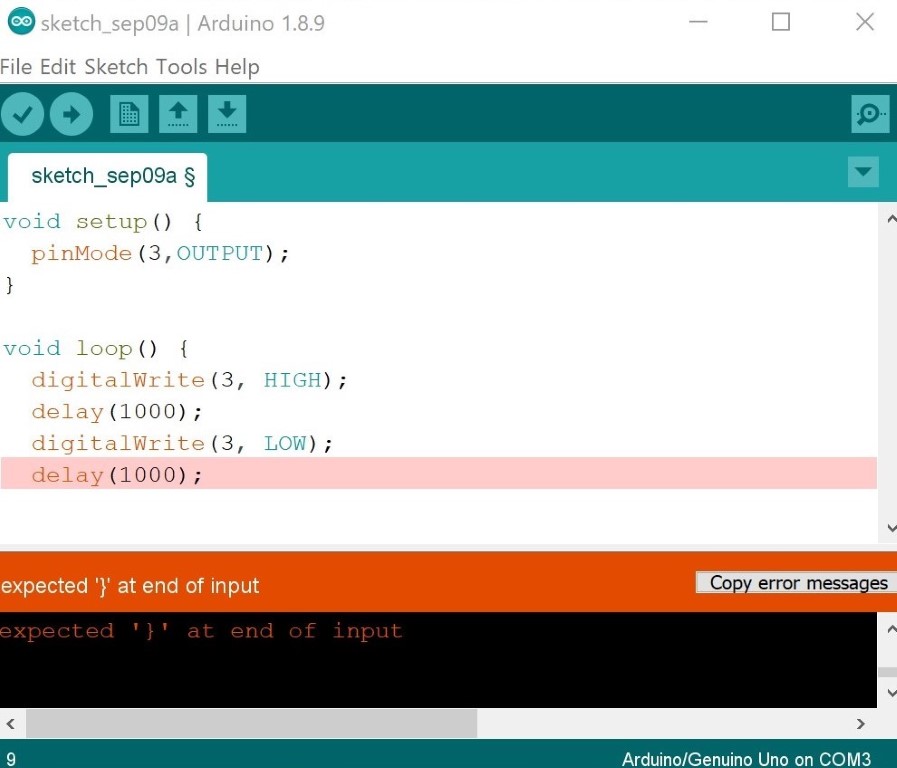 sketch_sep09a | Arduino 1.8.9
File Edit Sketch Tools Help
sketch_sep09a §
void setup() {
  pinMode(3,OUTPUT);
}
void loop() {
  digitalWrite(3, HIGH);
  delay(1000);
  digitalWrite(3, LOW);
  delay(1000);
expected '}' at end of input
Copy error messages
expected '}' at end of input
9
Arduino/Genuino Uno on COM3